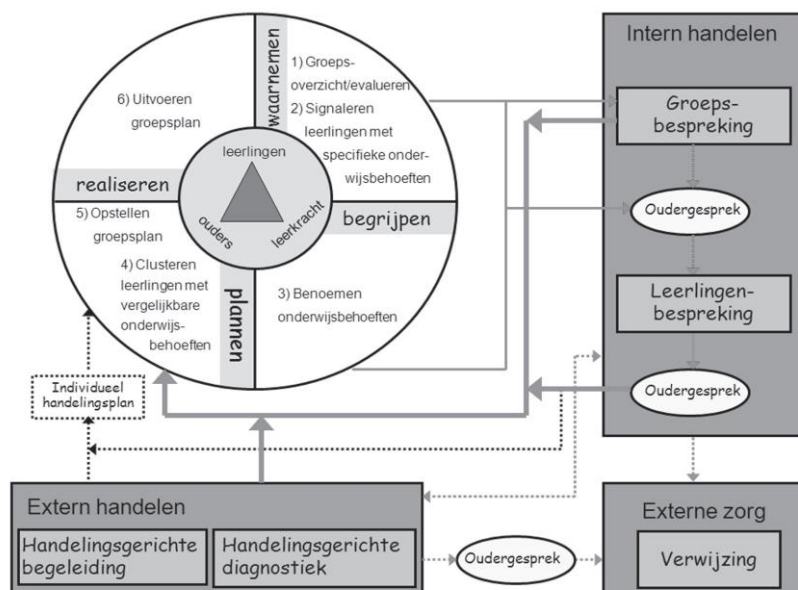 waarnemen
1) Groeps-
overzicht/evalueren
2) Signaleren
leerlingen met
specifieke onder-
wijsbehoeften
begrijpen
3) Benoemen
onderwijsbehoeften
plannen
4) Clusteren
leerlingen met
vergelijkbare
onderwijs-
behoeften
5) Opstellen
groepsplan
realiseren
6) Uitvoeren
groepsplan
leerlingen
ouders
leerkracht
Intern handelen
Groeps-
bespreking
Oudergesprek
Leerlingen-
bespreking
Oudergesprek
Individueel
handelingsplan
Extern handelen
Handelingsgerichte
begeleiding
Handelingsgerichte
diagnostiek
Oudergesprek
Externe zorg
Verwijzing